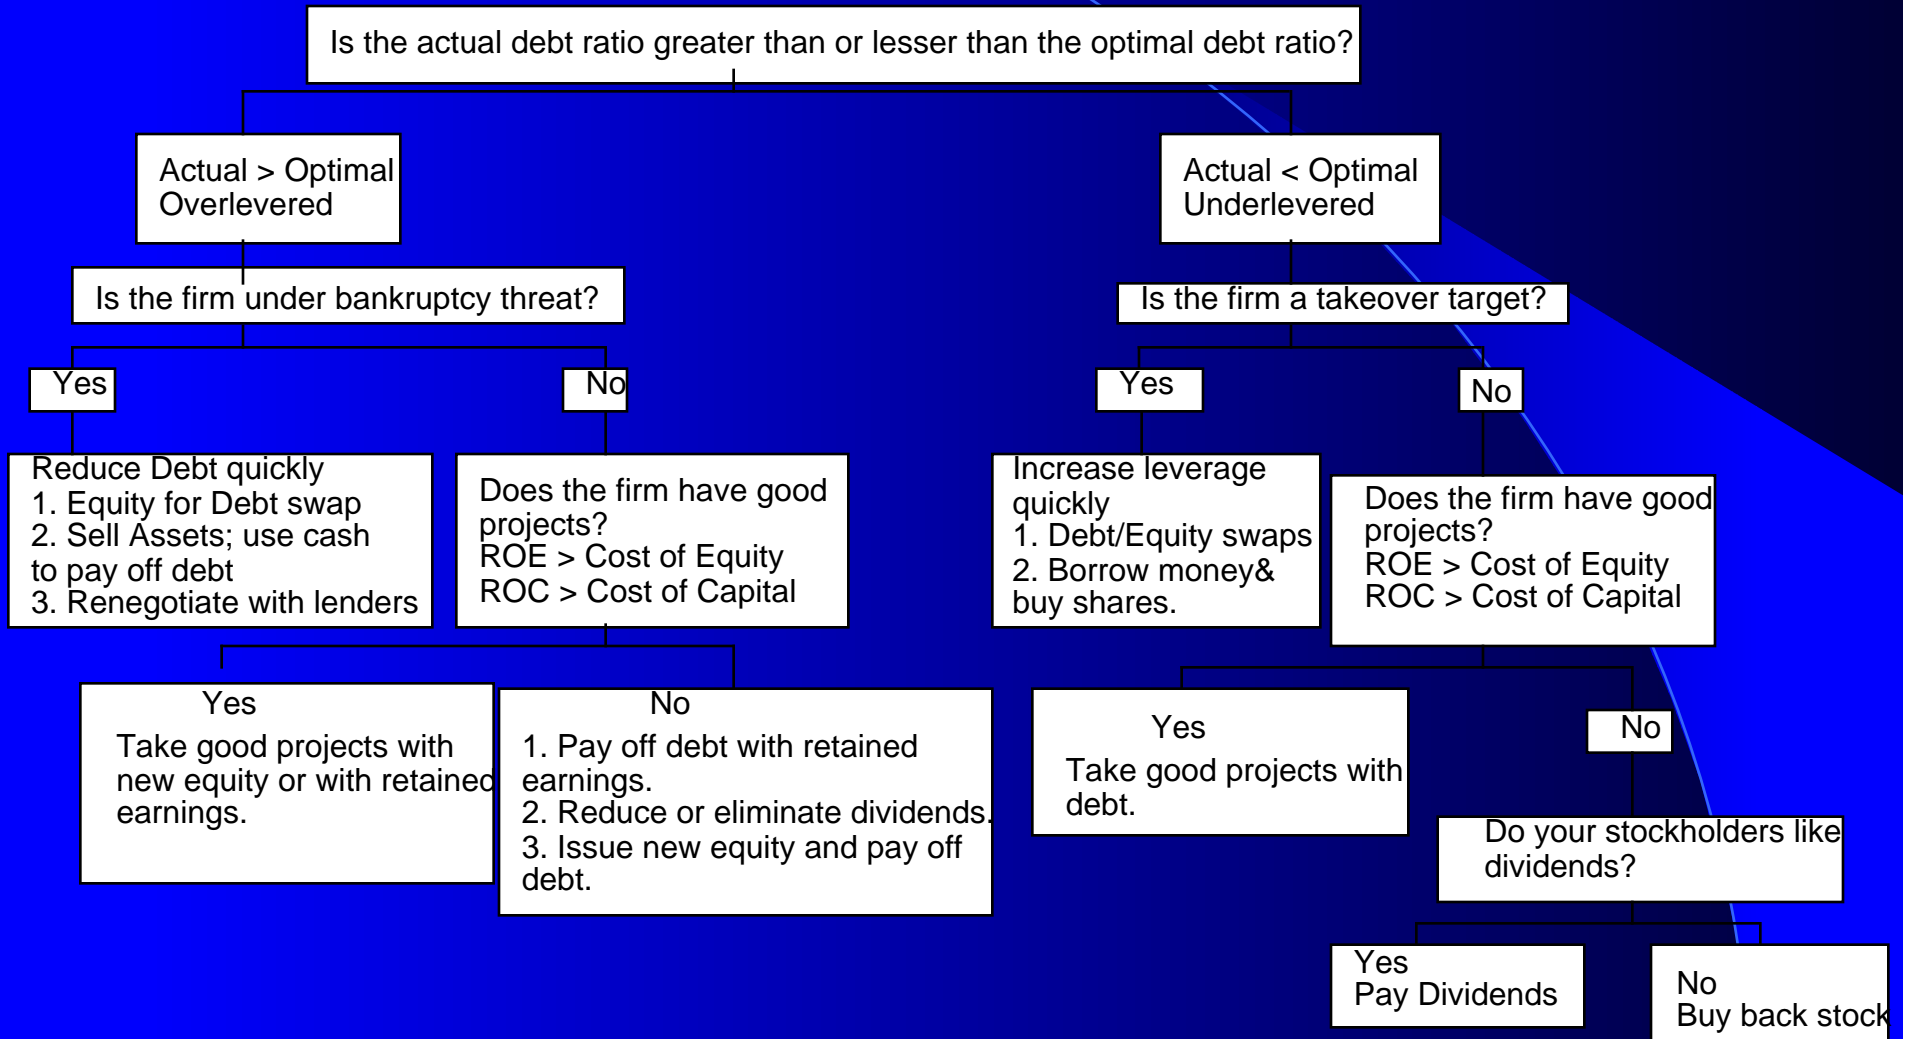 Is the actual debt ratio greater than or lesser than the optimal debt ratio?
Actual > Optimal
Overlevered
Actual < Optimal
Underlevered
Is the firm under bankruptcy threat?
Is the firm a takeover target?
Yes
No
Yes
No
Reduce Debt quickly
1. Equity for Debt swap
2. Sell Assets; use cash
to pay off debt
3. Renegotiate with lenders
Does the firm have good
projects?
ROE > Cost of Equity
ROC > Cost of Capital
Increase leverage
quickly
1. Debt/Equity swaps
2. Borrow money&
buy shares.
Does the firm have good
projects?
ROE > Cost of Equity
ROC > Cost of Capital
Yes
Take good projects with
new equity or with retained
earnings.
No
1. Pay off debt with retained
earnings.
2. Reduce or eliminate dividends.
3. Issue new equity and pay off
debt.
Yes
Take good projects with
debt.
No
Do your stockholders like
dividends?
Yes
Pay Dividends
No
Buy back stock